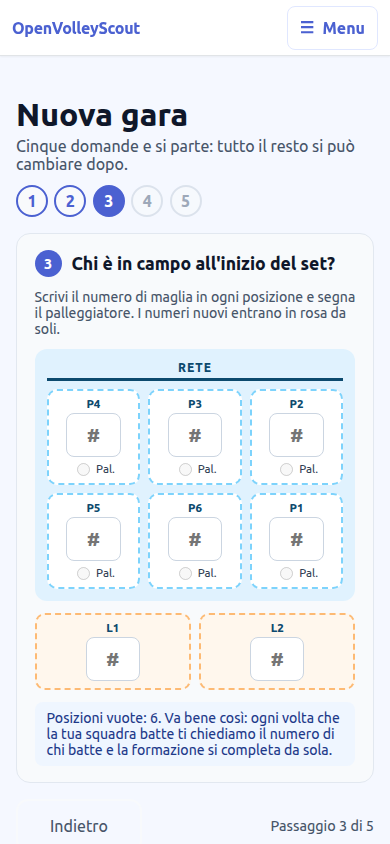 OpenVolleyScout
☰ Menu
Nuova gara
Cinque domande e si parte: tutto il resto si può
cambiare dopo.
1 2 3 4 5
3 Chi è in campo all'inizio del set?
Scrivi il numero di maglia in ogni posizione e segna
il palleggiatore. I numeri nuovi entrano in rosa da
soli.
RETE
P4 P3 P2
# # #
Pal. Pal. Pal.
P5 P6 P1
# # #
Pal. Pal. Pal.
L1 L2
# #
Posizioni vuote: 6. Va bene così: ogni volta che
la tua squadra batte ti chiediamo il numero di
chi batte e la formazione si completa da sola.
Indietro Passaggio 3 di 5